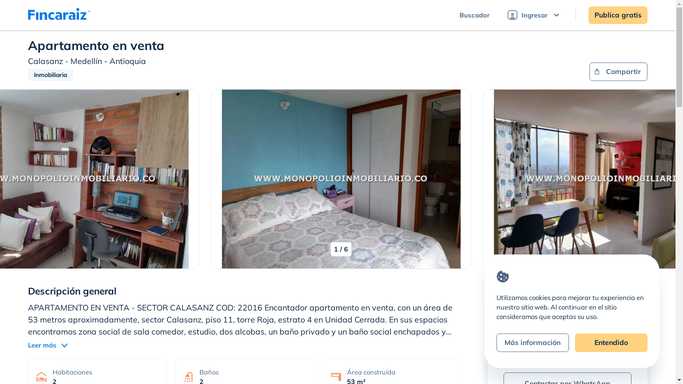 Fincaraiz
Buscador
Ingresar
Publica gratis
Apartamento en venta
Calasanz - Medellín - Antioquia
Inmobiliaria
Compartir
WWW.MONOPOLIOINMOBILIARIA.CO
WWW.MONOPOLIOINMOBILIARIO.CO
WWW.MONOPOLIOINMOBILIAR
1 / 6
Descripción general
APARTAMENTO EN VENTA - SECTOR CALASANZ COD: 22016 Encantador apartamento en venta, con un área de
53 metros aproximadamente, sector Calasanz, piso 11, torre Roja, estrato 4 en Unidad Cerrada. En sus espacios
encontramos zona social de sala comedor, estudio, dos alcobas, un baño privado y un baño social enchapados y...
Leer más
Habitaciones
2
Baños
2
Área construida
53 m²
Utilizamos cookies para mejorar tu experiencia en
nuestro sitio web. Al continuar en el sitio
consideramos que aceptas su uso.
Más información
Entendido
Contactar por WhatsApp